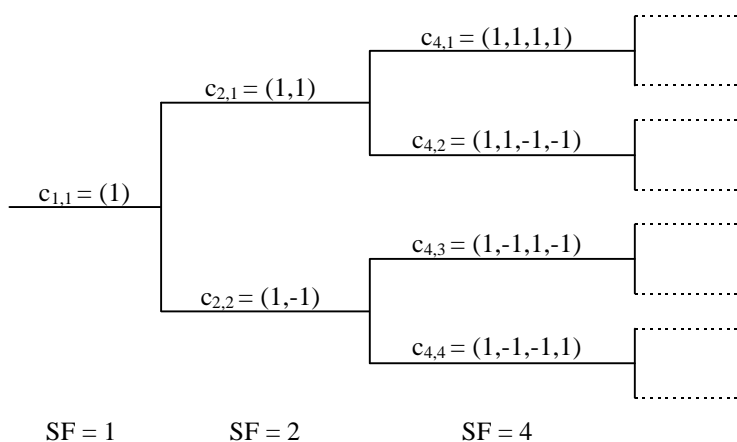 c4,1 = (1,1,1,1)
c2,1 = (1,1)
c4,2 = (1,1,-1,-1)
c1,1 = (1)
c4,3 = (1,-1,1,-1)
c2,2 = (1,-1)
c4,4 = (1,-1,-1,1)
SF = 1 SF = 2 SF = 4